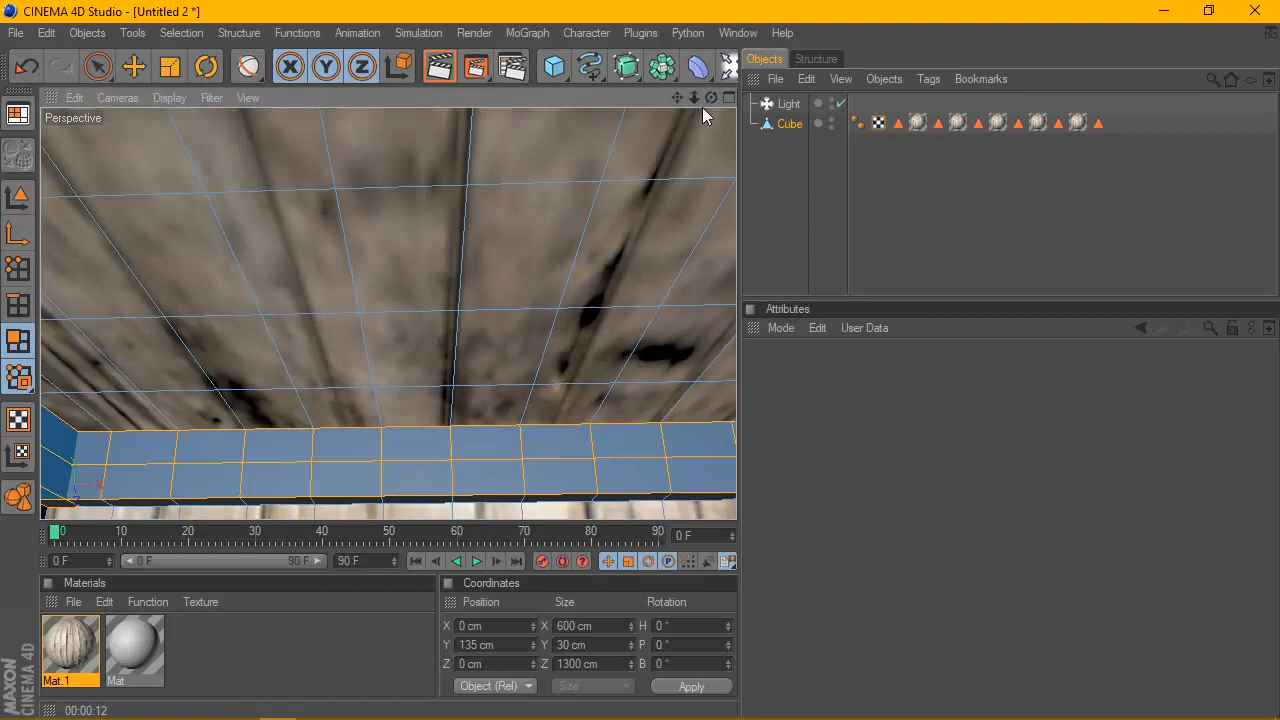 CINEMA 4D Studio - [Untitled 2 *]
File Edit Objects Tools Selection Structure Functions Animation Simulation Render MoGraph Character Plugins Python Window Help
X Y Z
Objects Structure
File Edit View Objects Tags Bookmarks
Edit Cameras Display Filter View
Perspective
Light
Cube
Attributes
Mode Edit User Data
Y
X
Z
0 10 20 30 40 50 60 70 80 90 0 F
0 F 0 F 90 F 90 F
Materials
File Edit Function Texture
Mat.1 Mat
Coordinates
Position Size Rotation
X 0 cm X 600 cm H 0 °
Y 135 cm Y 30 cm P 0 °
Z 0 cm Z 1300 cm B 0 °
Object (Rel) Size Apply
MAXON
CINEMA 4D
00:00:12